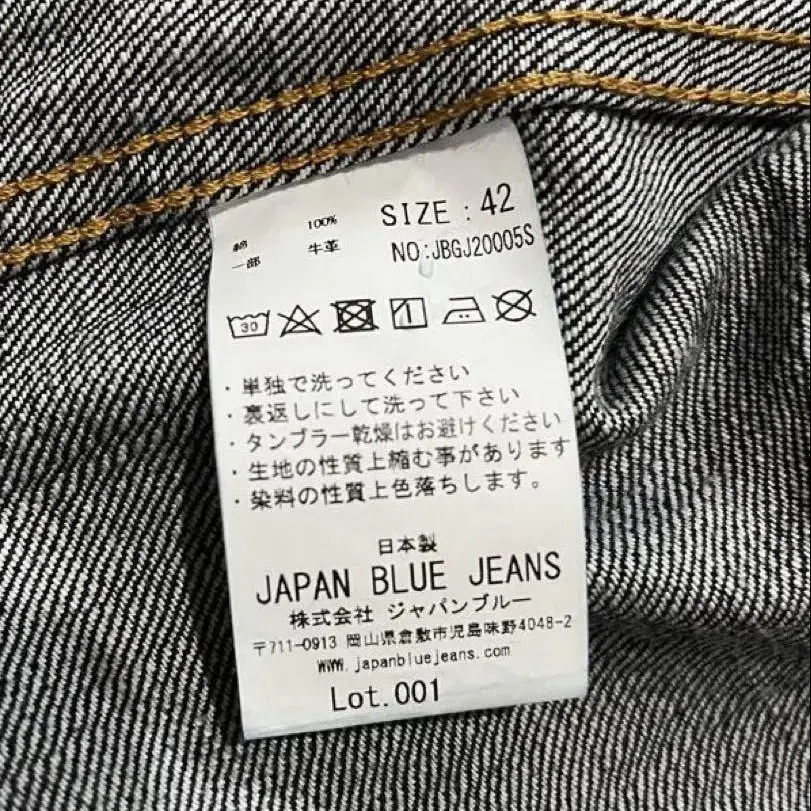 綿 100%
一部 牛革
SIZE : 42
NO:JBGJ20005S
30
・単独で洗ってください
・裏返しにして洗って下さい
・タンブラー乾燥はお避けください
・生地の性質上縮む事があります
・染料の性質上色落ちします。
日本製
JAPAN BLUE JEANS
株式会社 ジャパンブルー
〒711-0913 岡山県倉敷市児島味野4048-2
www.japanbluejeans.com
Lot.001